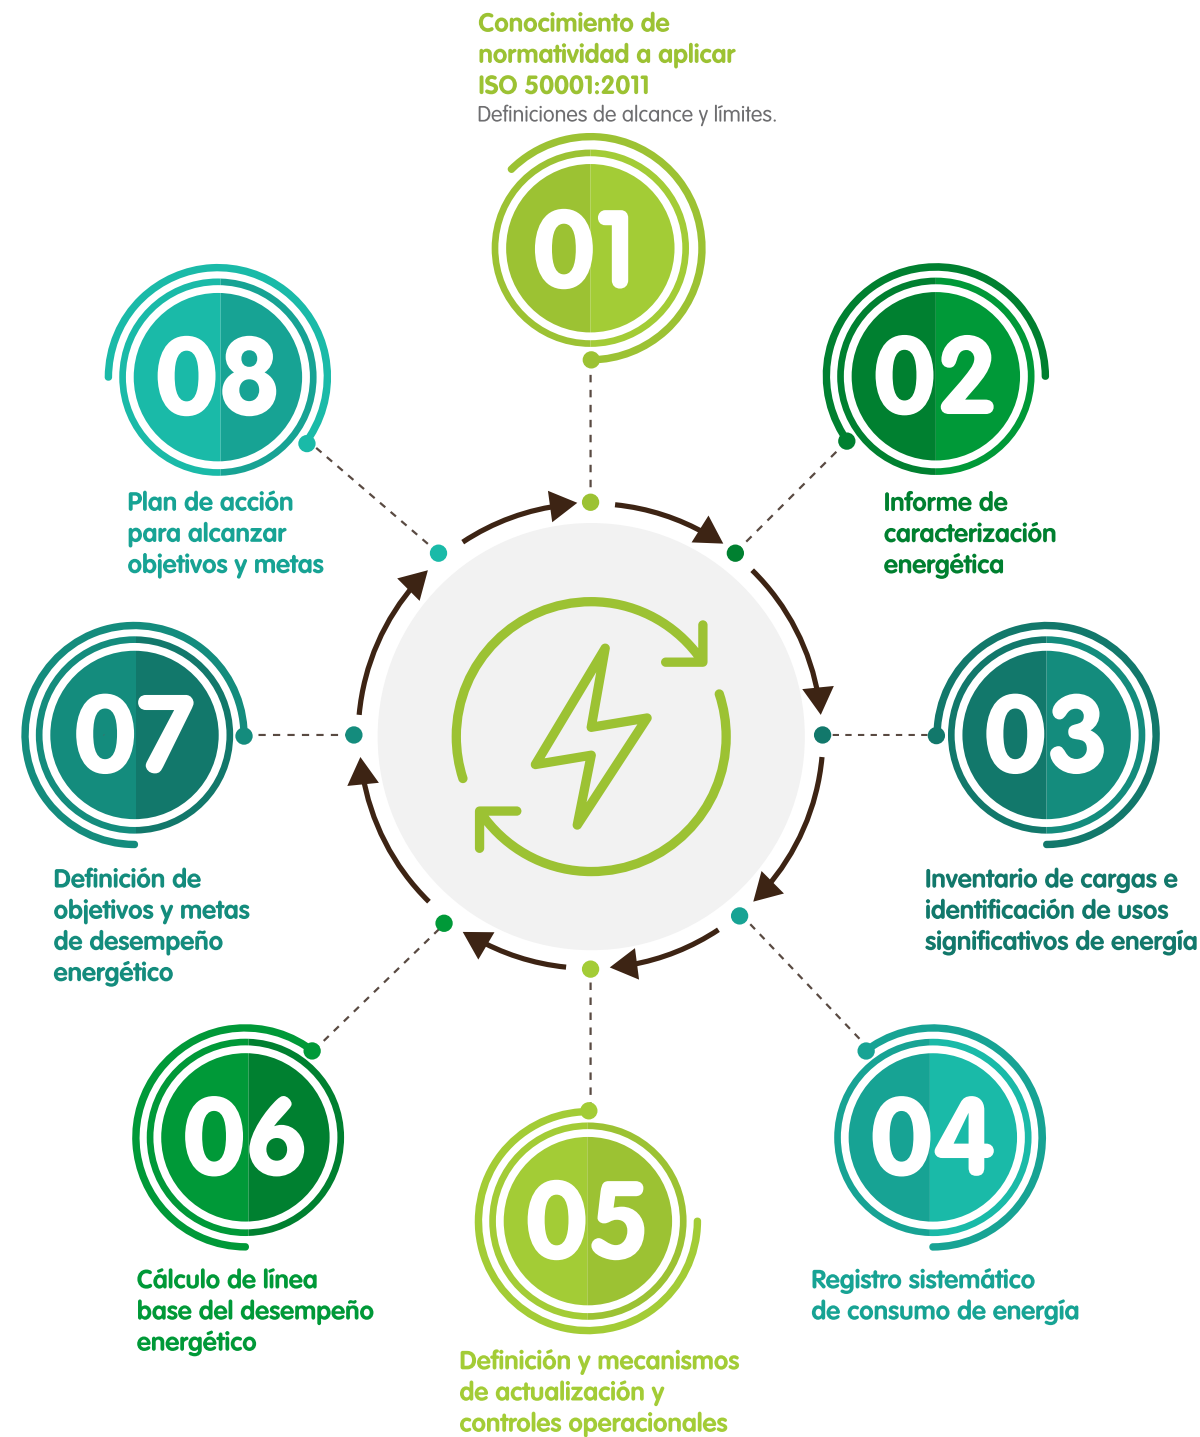 Conocimiento de
normatividad a aplicar
ISO 50001:2011
Definiciones de alcance y límites.
01
02
Informe de
caracterización
energética
03
Inventario de cargas e
identificación de usos
significativos de energía
04
Registro sistemático
de consumo de energía
05
Definición y mecanismos
de actualización y
controles operacionales
06
Cálculo de línea
base del desempeño
energético
07
Definición de
objetivos y metas
de desempeño
energético
08
Plan de acción
para alcanzar
objetivos y metas